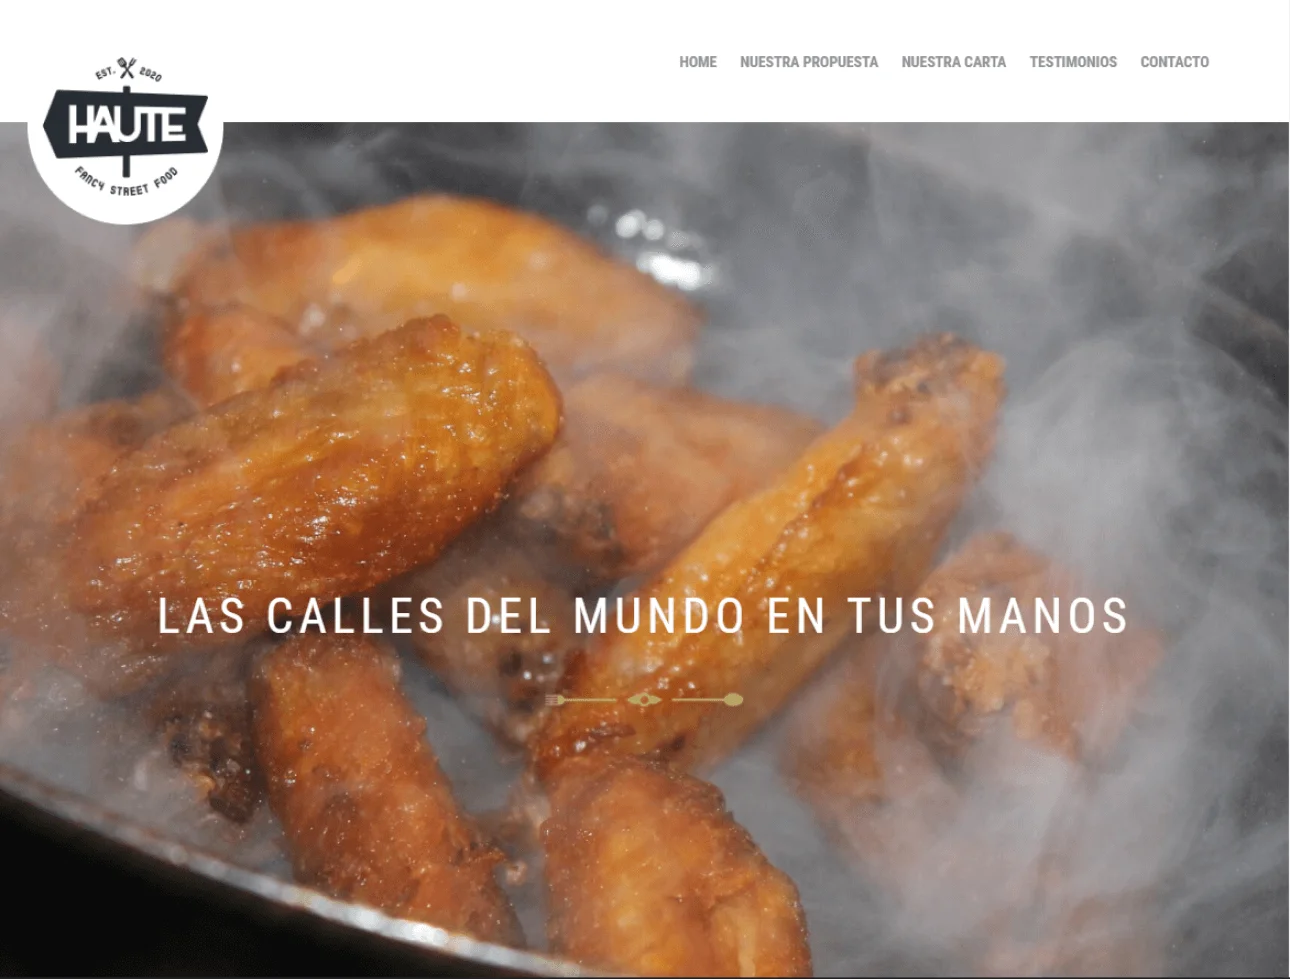 HOME NUESTRA PROPUESTA NUESTRA CARTA TESTIMONIOS CONTACTO
EST. 2020
HAUTE
FANCY STREET FOOD
LAS CALLES DEL MUNDO EN TUS MANOS